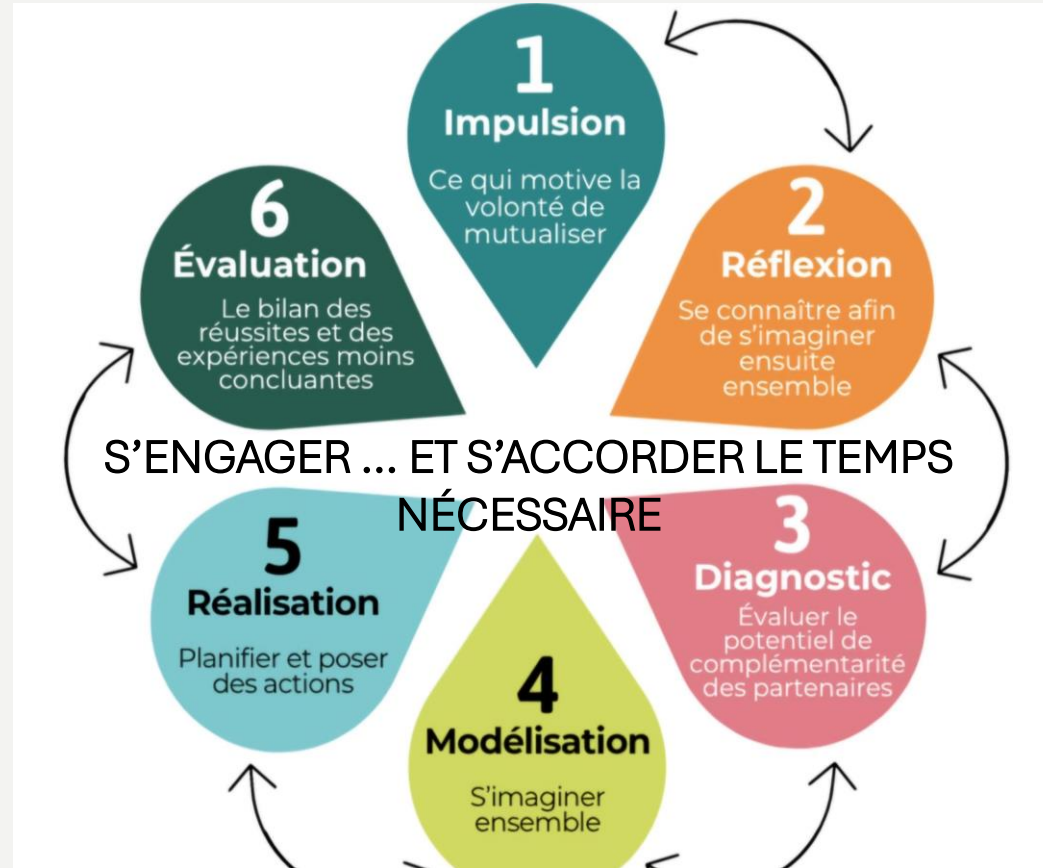 1
Impulsion
Ce qui motive la
volonté de
mutualiser
2
Réflexion
Se connaître afin
de s'imaginer
ensuite
ensemble
6
Évaluation
Le bilan des
réussites et des
expériences moins
concluantes
S'ENGAGER ... ET S'ACCORDER LE TEMPS
NÉCESSAIRE
3
Diagnostic
Évaluer le
potentiel de
complémentarité
des partenaires
5
Réalisation
Planifier et poser
des actions
4
Modélisation
S'imaginer
ensemble